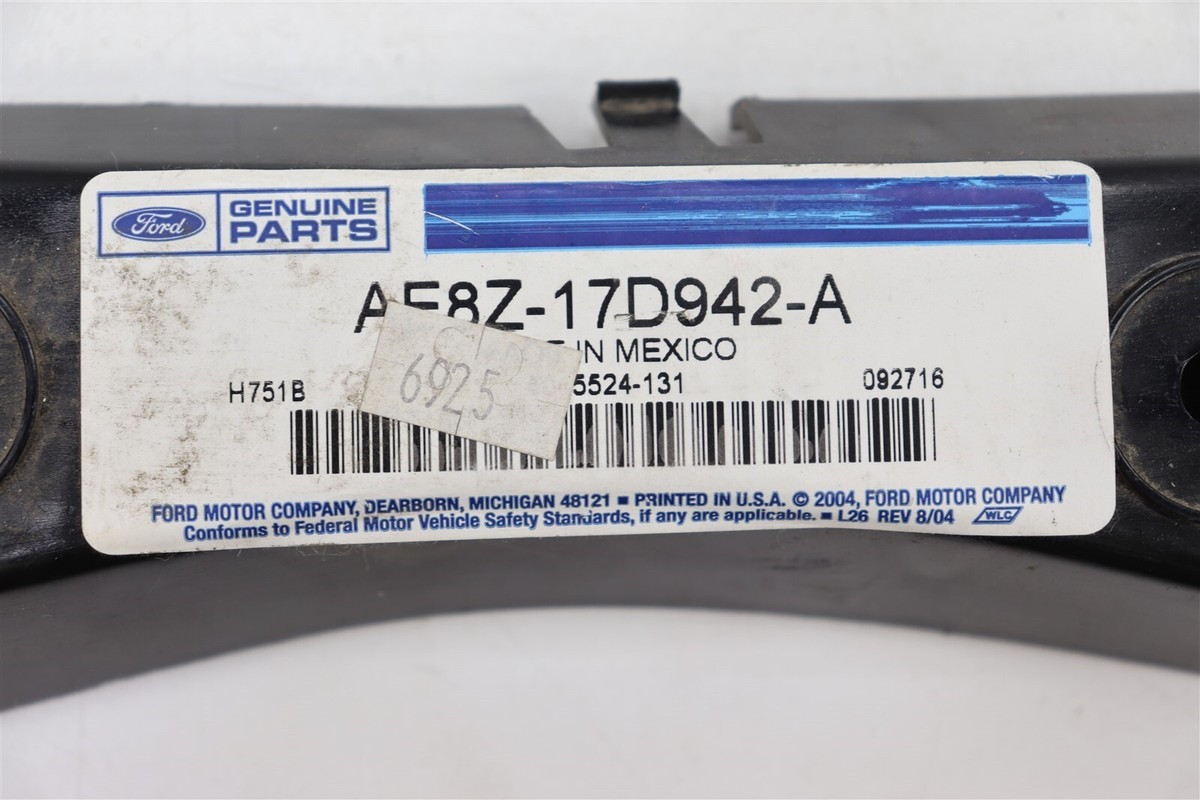 Ford GENUINE PARTS
AE8Z-17D942-A
IN MEXICO
6925
H751B 5524-131 092716
FORD MOTOR COMPANY, DEARBORN, MICHIGAN 48121 ■ PRINTED IN U.S.A. © 2004, FORD MOTOR COMPANY
Conforms to Federal Motor Vehicle Safety Standards, if any are applicable. ■ L26 REV 8/04 WLC